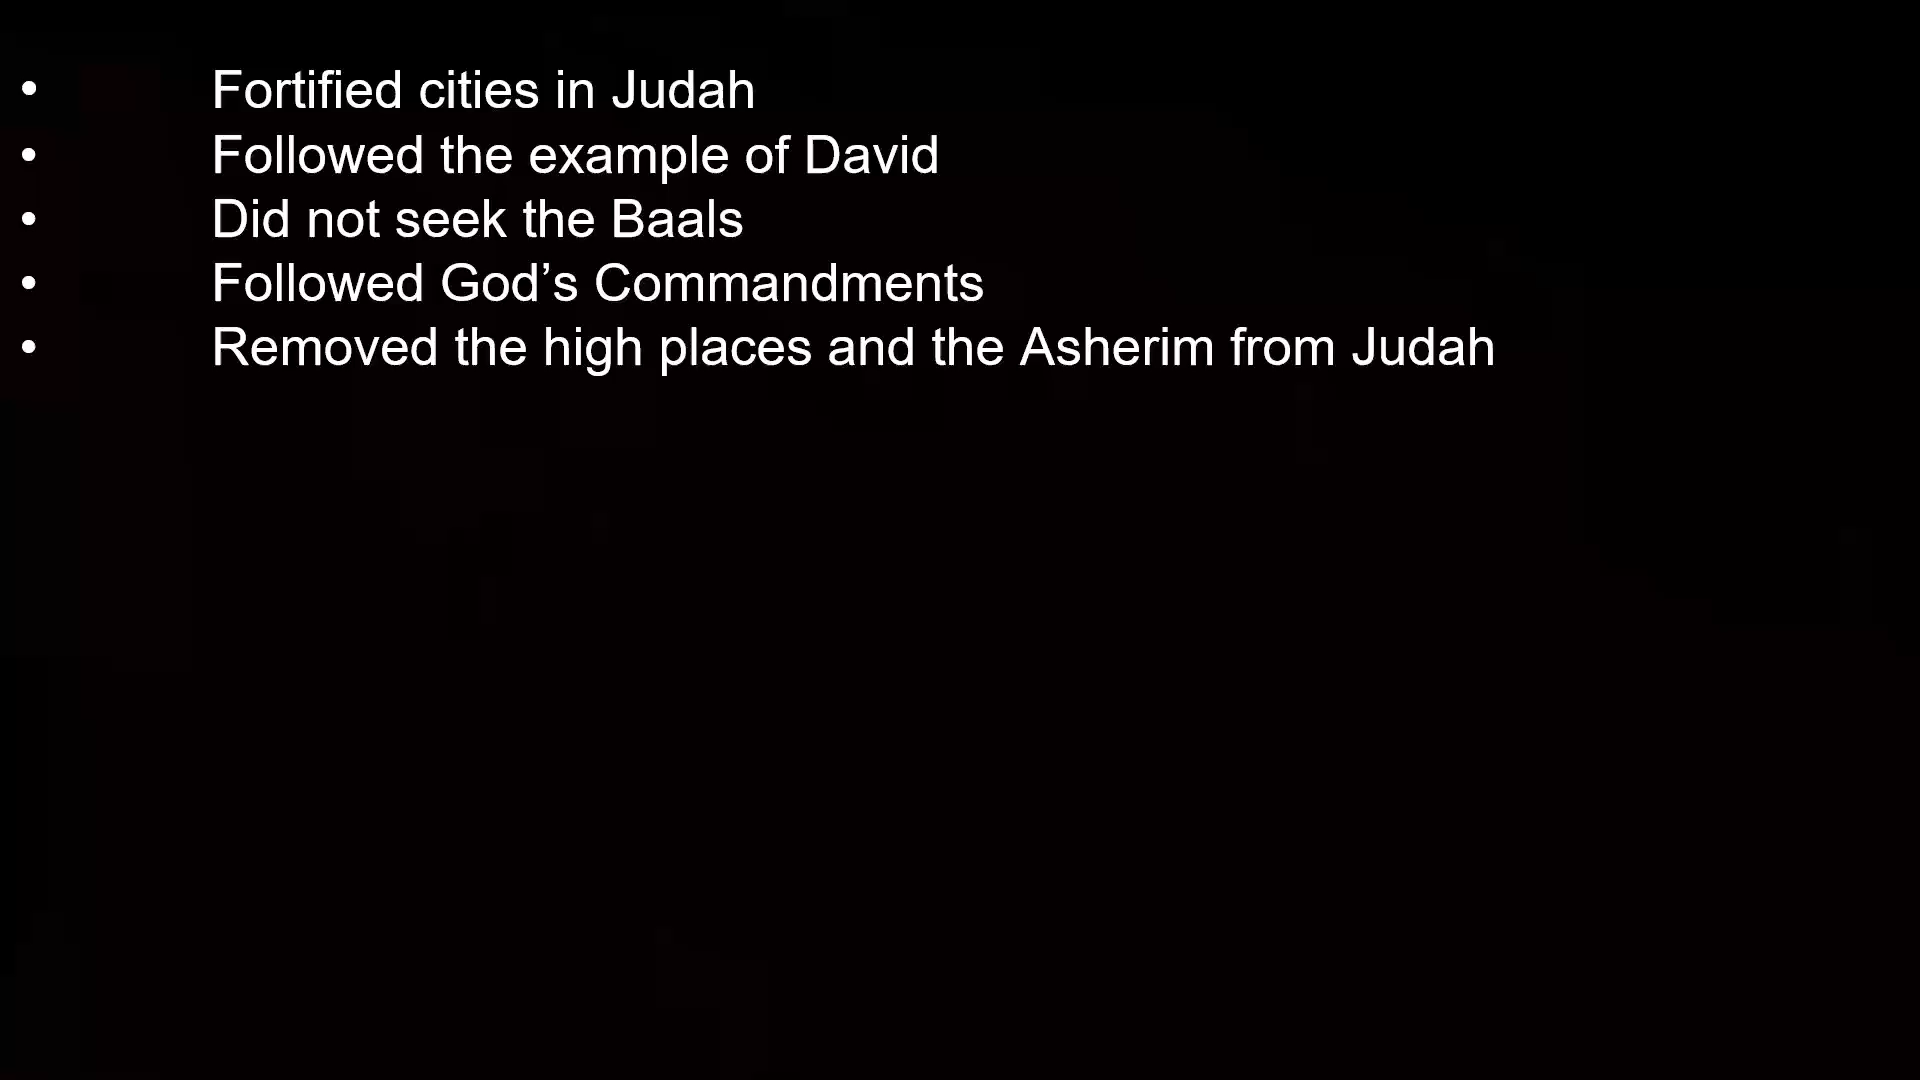 • Fortified cities in Judah
• Followed the example of David
• Did not seek the Baals
• Followed God’s Commandments
• Removed the high places and the Asherim from Judah